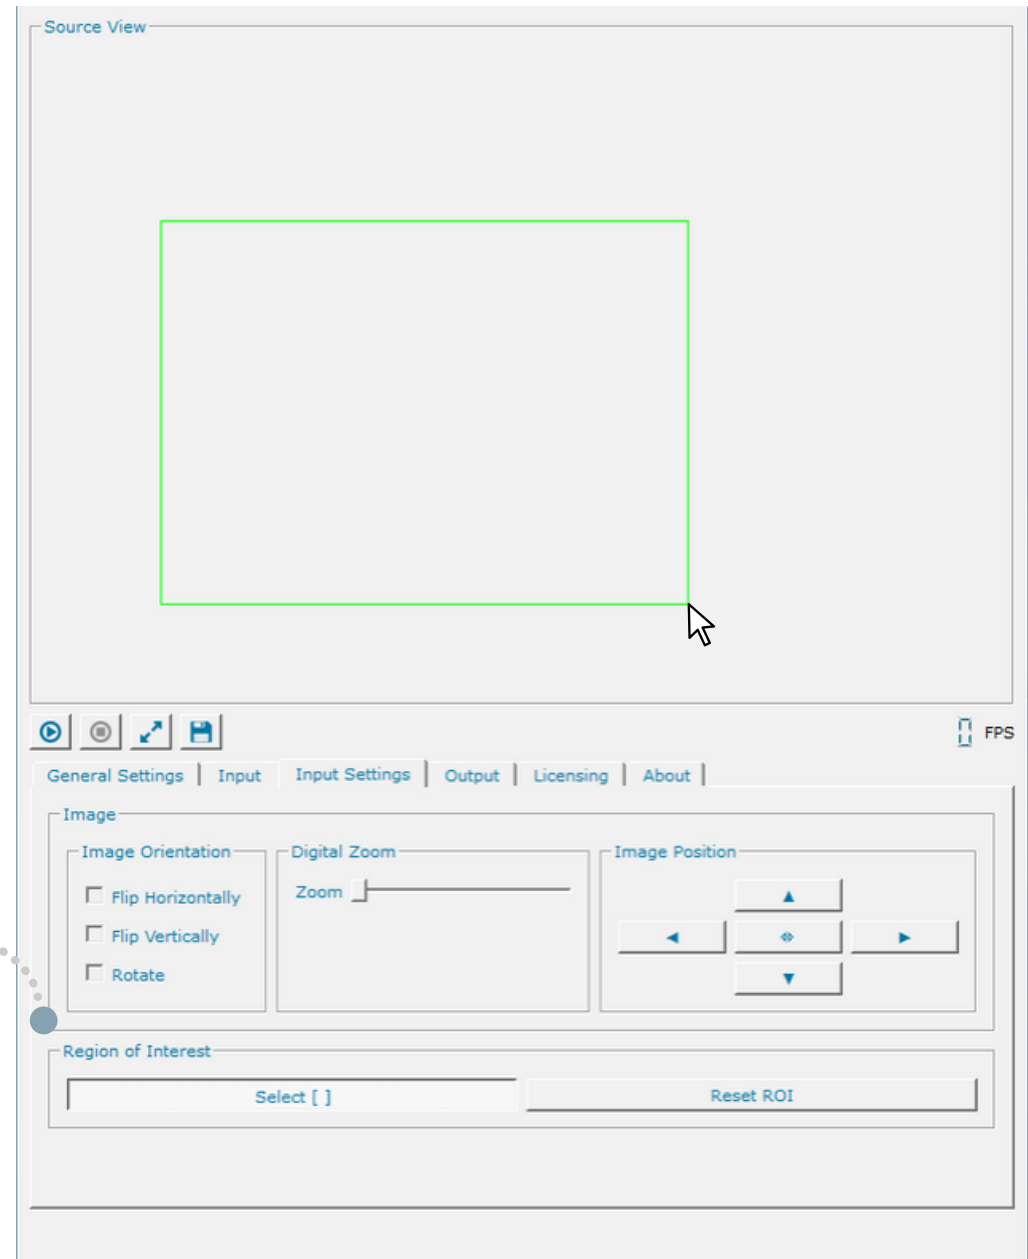 Source View
0 FPS
General Settings | Input | Input Settings | Output | Licensing | About |
Image
Image Orientation Digital Zoom Image Position
Flip Horizontally Zoom
Flip Vertically
Rotate
Region of Interest
Select [ ] Reset ROI